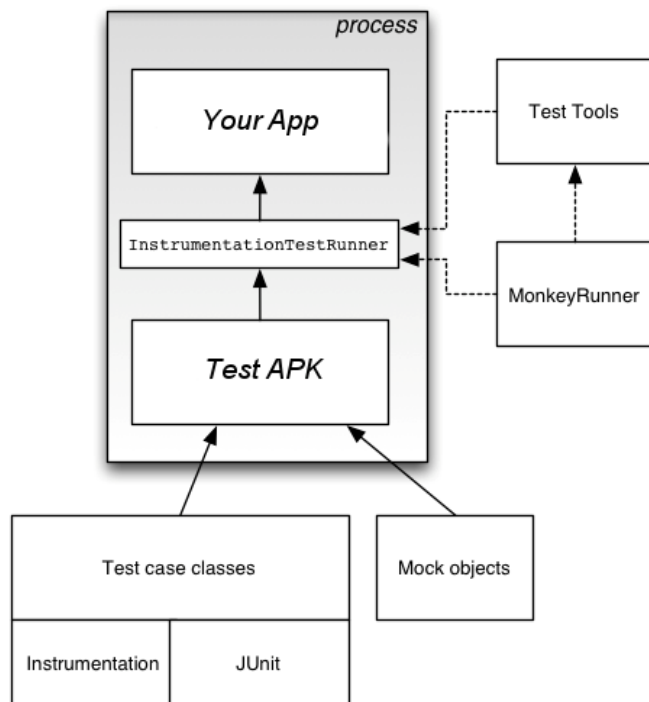 process
Your App
Test Tools
InstrumentationTestRunner
MonkeyRunner
Test APK
Test case classes
Mock objects
Instrumentation
JUnit